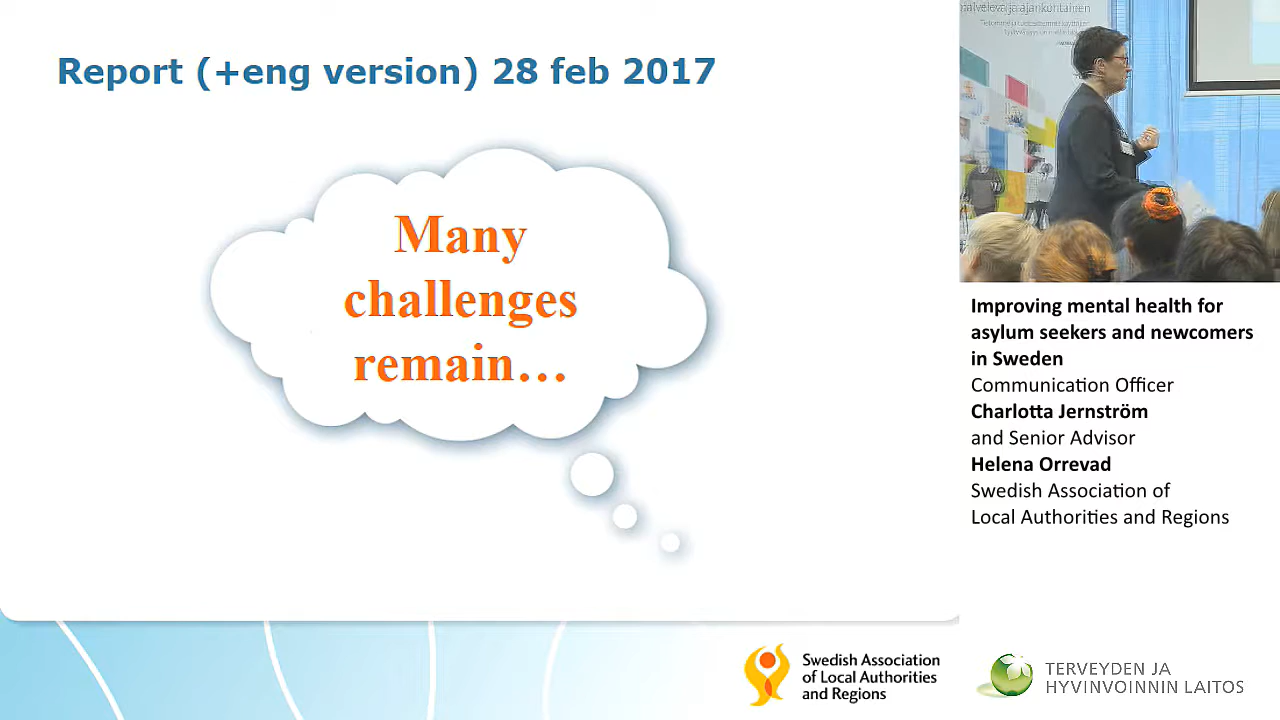 Report (+eng version) 28 feb 2017
Many
challenges
remain…
Improving mental health for
asylum seekers and newcomers
in Sweden
Communication Officer
Charlotta Jernström
and Senior Advisor
Helena Orrevad
Swedish Association of
Local Authorities and Regions
Swedish Association
of Local Authorities
and Regions
TERVEYDEN JA
HYVINVOINNIN LAITOS